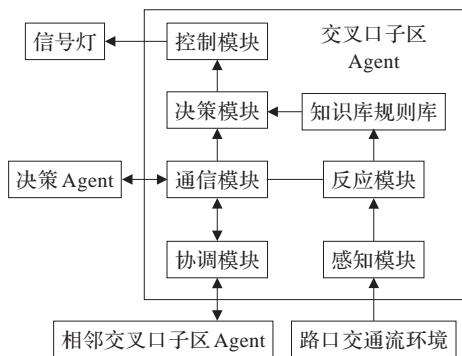 信号灯
控制模块
交叉口子区
Agent
决策模块
知识库规则库
决策Agent
通信模块
反应模块
协调模块
感知模块
相邻交叉口子区Agent
路口交通流环境